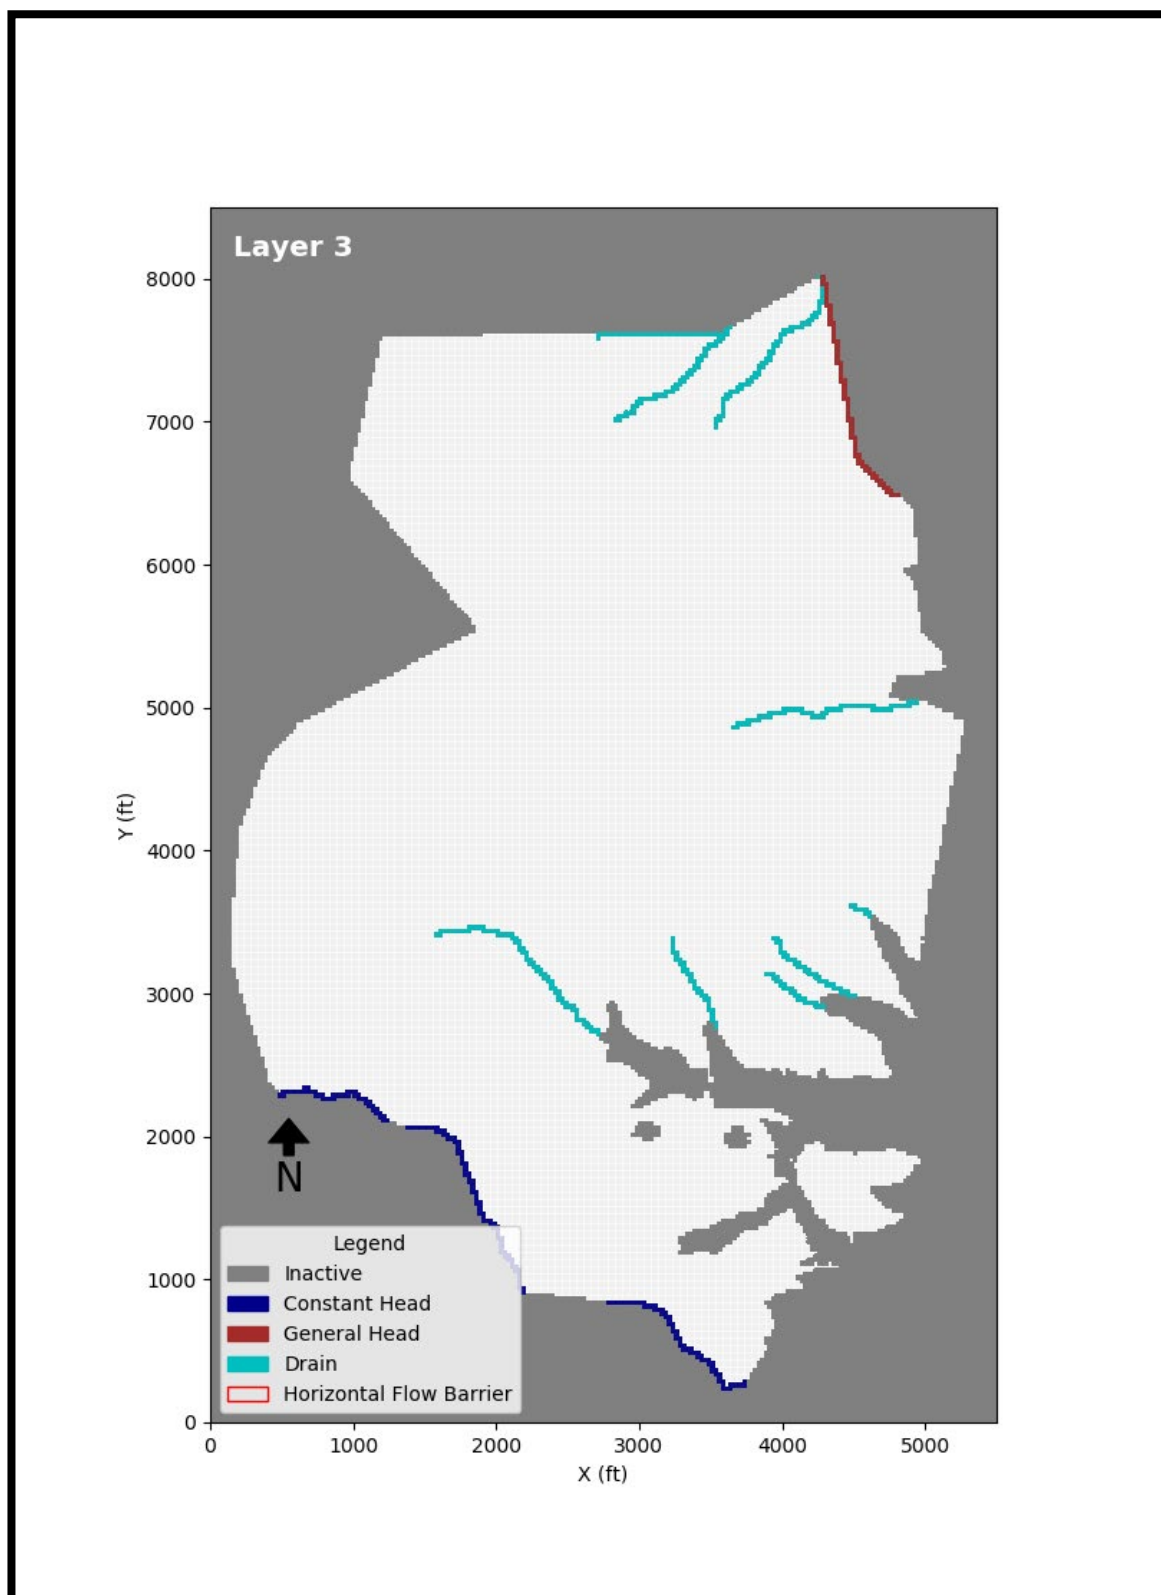 Layer 3
8000
7000
6000
5000
4000
3000
2000
1000
0
Y (ft)
N
Legend
Inactive
Constant Head
General Head
Drain
Horizontal Flow Barrier
0 1000 2000 3000 4000 5000
X (ft)